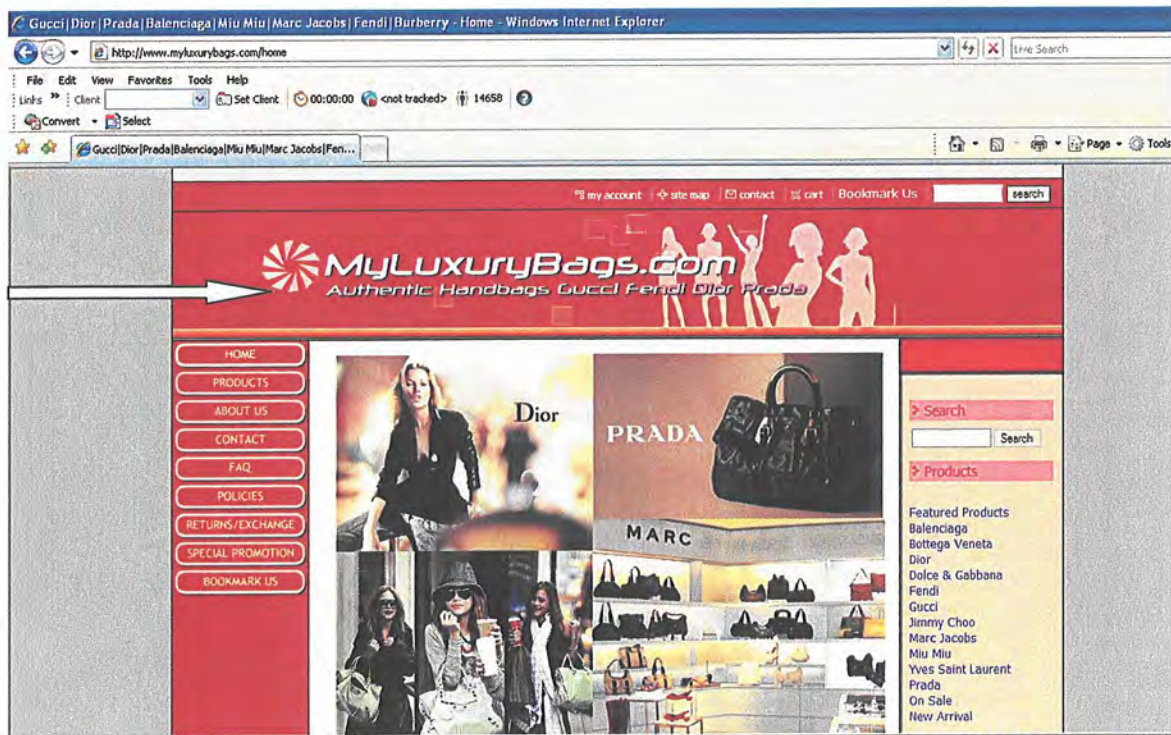 Gucci|Dior|Prada|Balenciaga|Miu Miu|Marc Jacobs|Fendi|Burberry - Home - Windows Internet Explorer
http://www.myluxurybags.com/home
Live Search
File Edit View Favorites Tools Help
Links » Client Set Client 00:00:00 <not tracked> 14658
Convert Select
Gucci|Dior|Prada|Balenciaga|Miu Miu|Marc Jacobs|Fen...
Page Tools
my account site map contact cart Bookmark Us search
MyLuxuryBags.com
Authentic Handbags Gucci Fendi Dior Prada
HOME
PRODUCTS
ABOUT US
CONTACT
FAQ
POLICIES
RETURNS/EXCHANGE
SPECIAL PROMOTION
BOOKMARK US
Dior
PRADA
MARC
> Search
Search
> Products
Featured Products
Balenciaga
Bottega Veneta
Dior
Dolce & Gabbana
Fendi
Gucci
Jimmy Choo
Marc Jacobs
Miu Miu
Yves Saint Laurent
Prada
On Sale
New Arrival